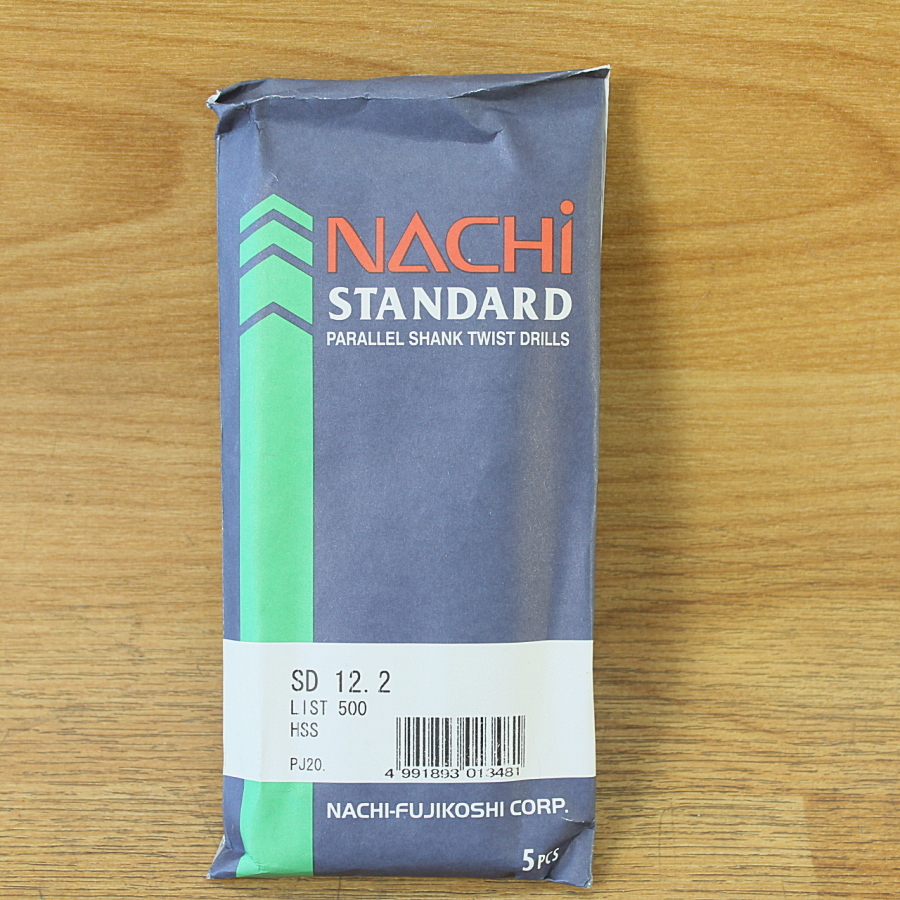 NACHi
STANDARD
PARALLEL SHANK TWIST DRILLS
SD 12.2
LIST 500
HSS
PJ20.
4 991893 013481
NACHI-FUJIKOSHI CORP.
5 PCS